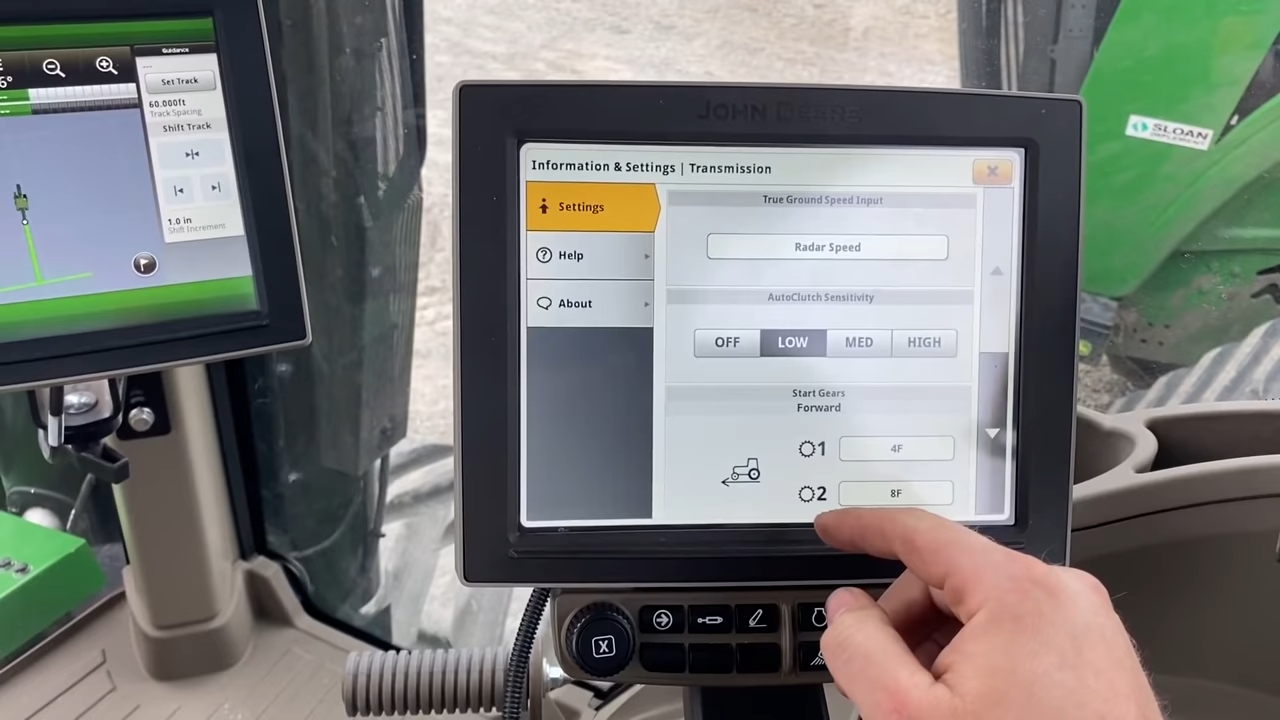 Guidance
---
Set Track
60.000ft
Track Spacing
Shift Track
1.0 in
Shift Increment
JOHN DEERE
SLOAN
IMPLEMENT
Information & Settings | Transmission
X
Settings
Help
About
True Ground Speed Input
Radar Speed
AutoClutch Sensitivity
OFF LOW MED HIGH
Start Gears
Forward
1 4F
2 8F
X